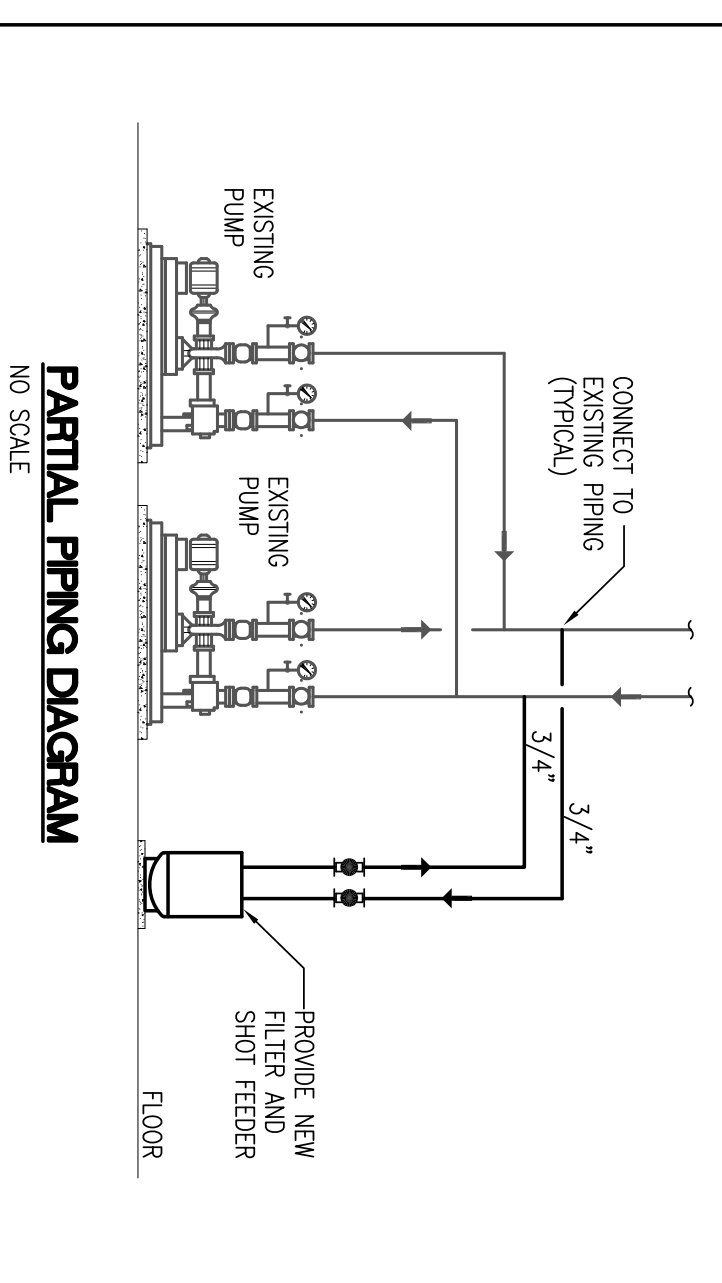 CONNECT TO
EXISTING PIPING
(TYPICAL)
3/4"
3/4"
EXISTING
PUMP
EXISTING
PUMP
PROVIDE NEW
FILTER AND
SHOT FEEDER
FLOOR
PARTIAL PIPING DIAGRAM
NO SCALE